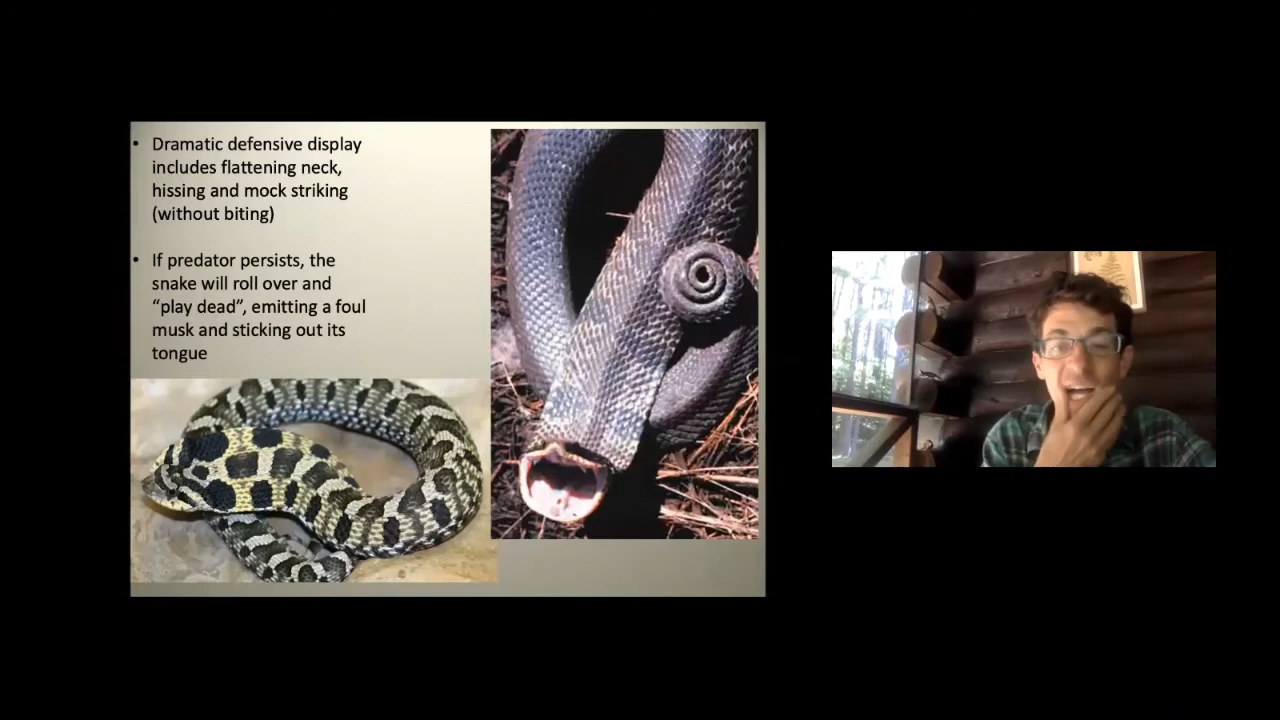 • Dramatic defensive display
includes flattening neck,
hissing and mock striking
(without biting)
• If predator persists, the
snake will roll over and
“play dead”, emitting a foul
musk and sticking out its
tongue